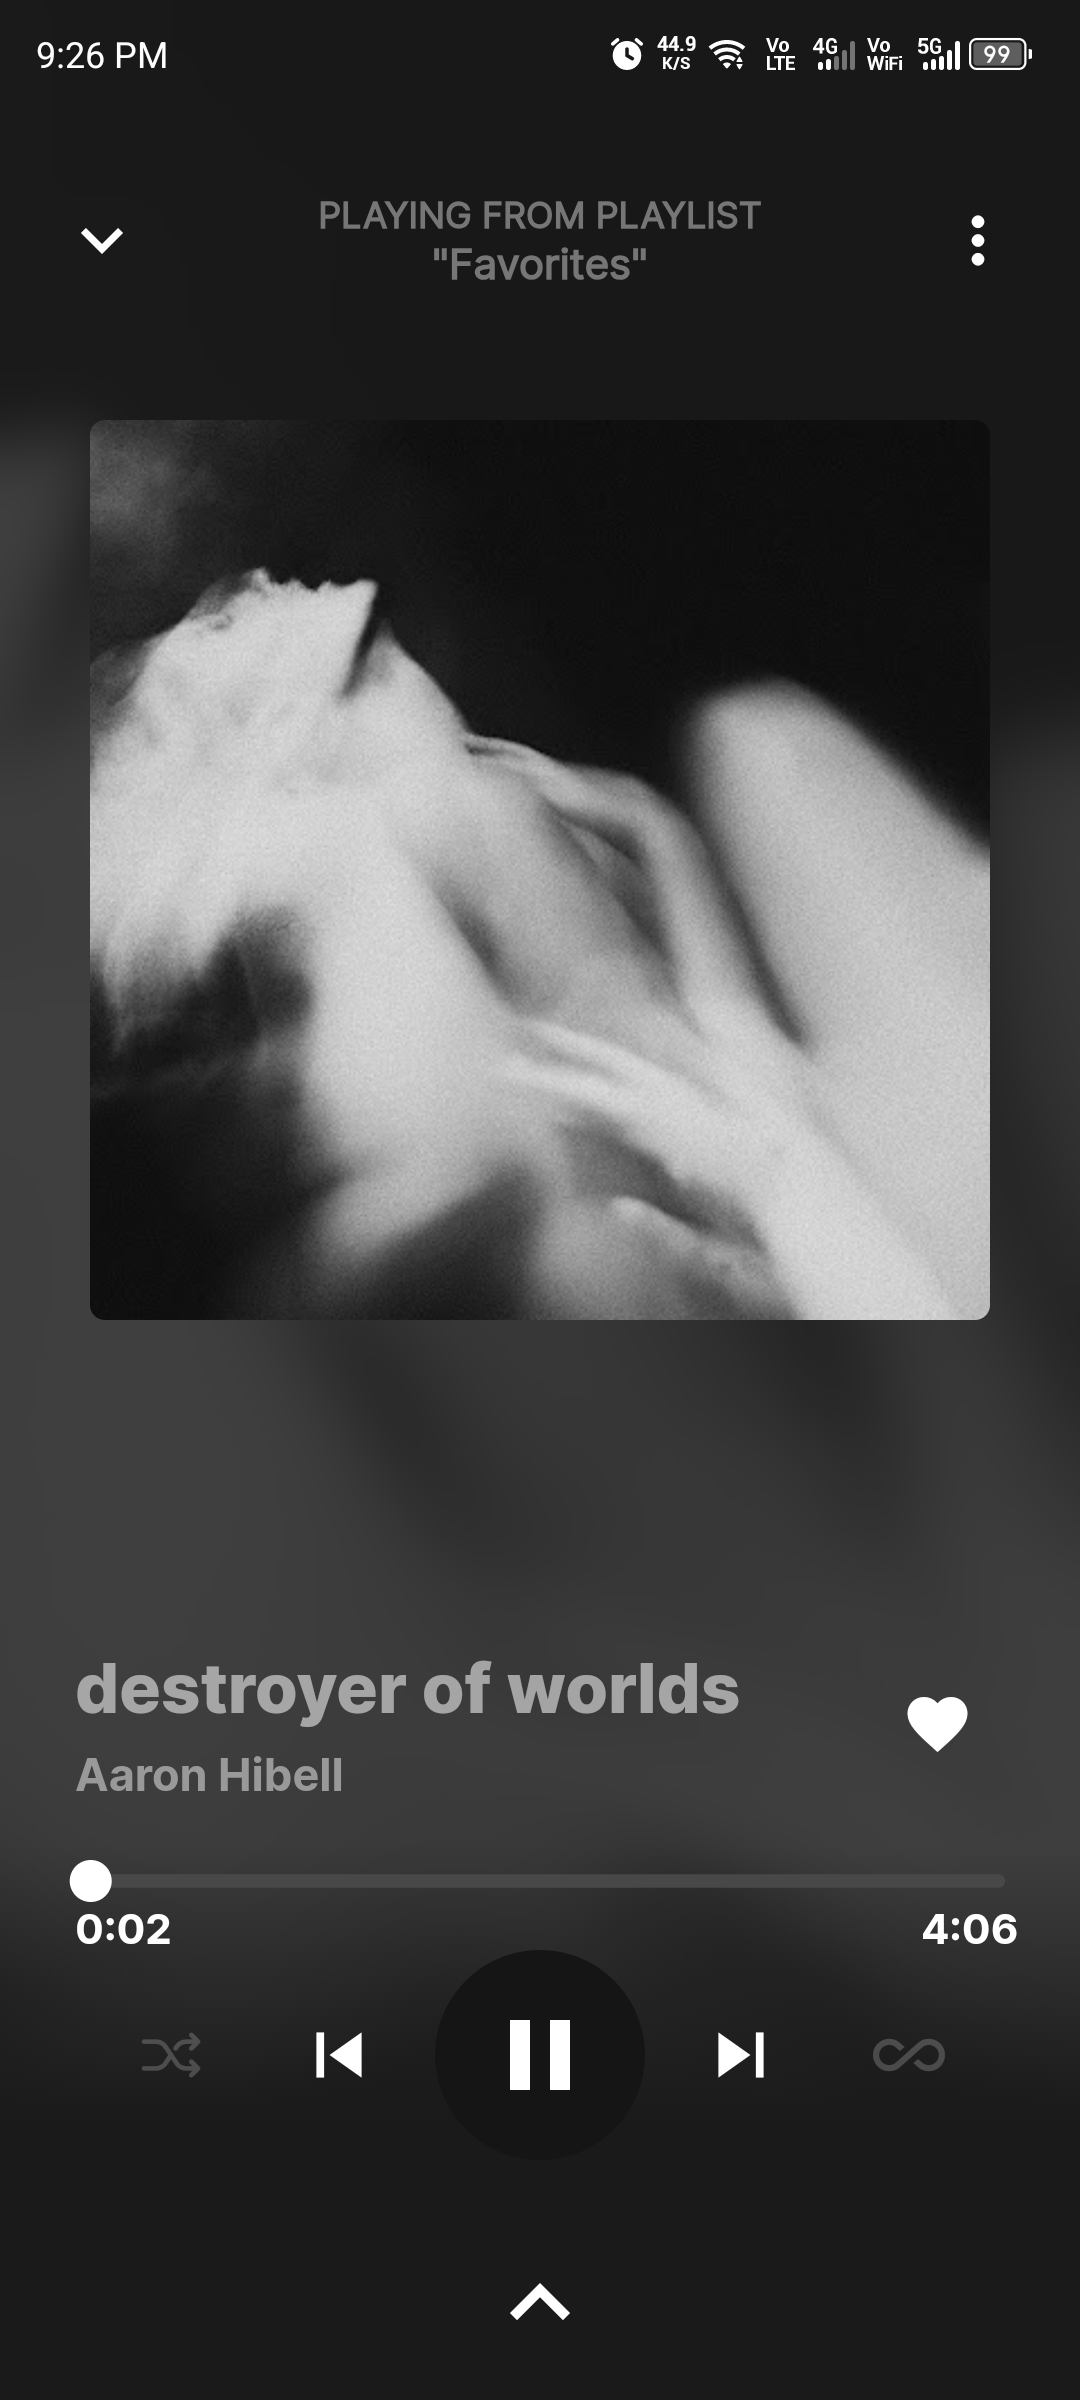 9:26 PM
44.9
K/S
Vo
LTE
4G
Vo
WiFi
5G
99
PLAYING FROM PLAYLIST
"Favorites"
destroyer of worlds
Aaron Hibell
0:02
4:06